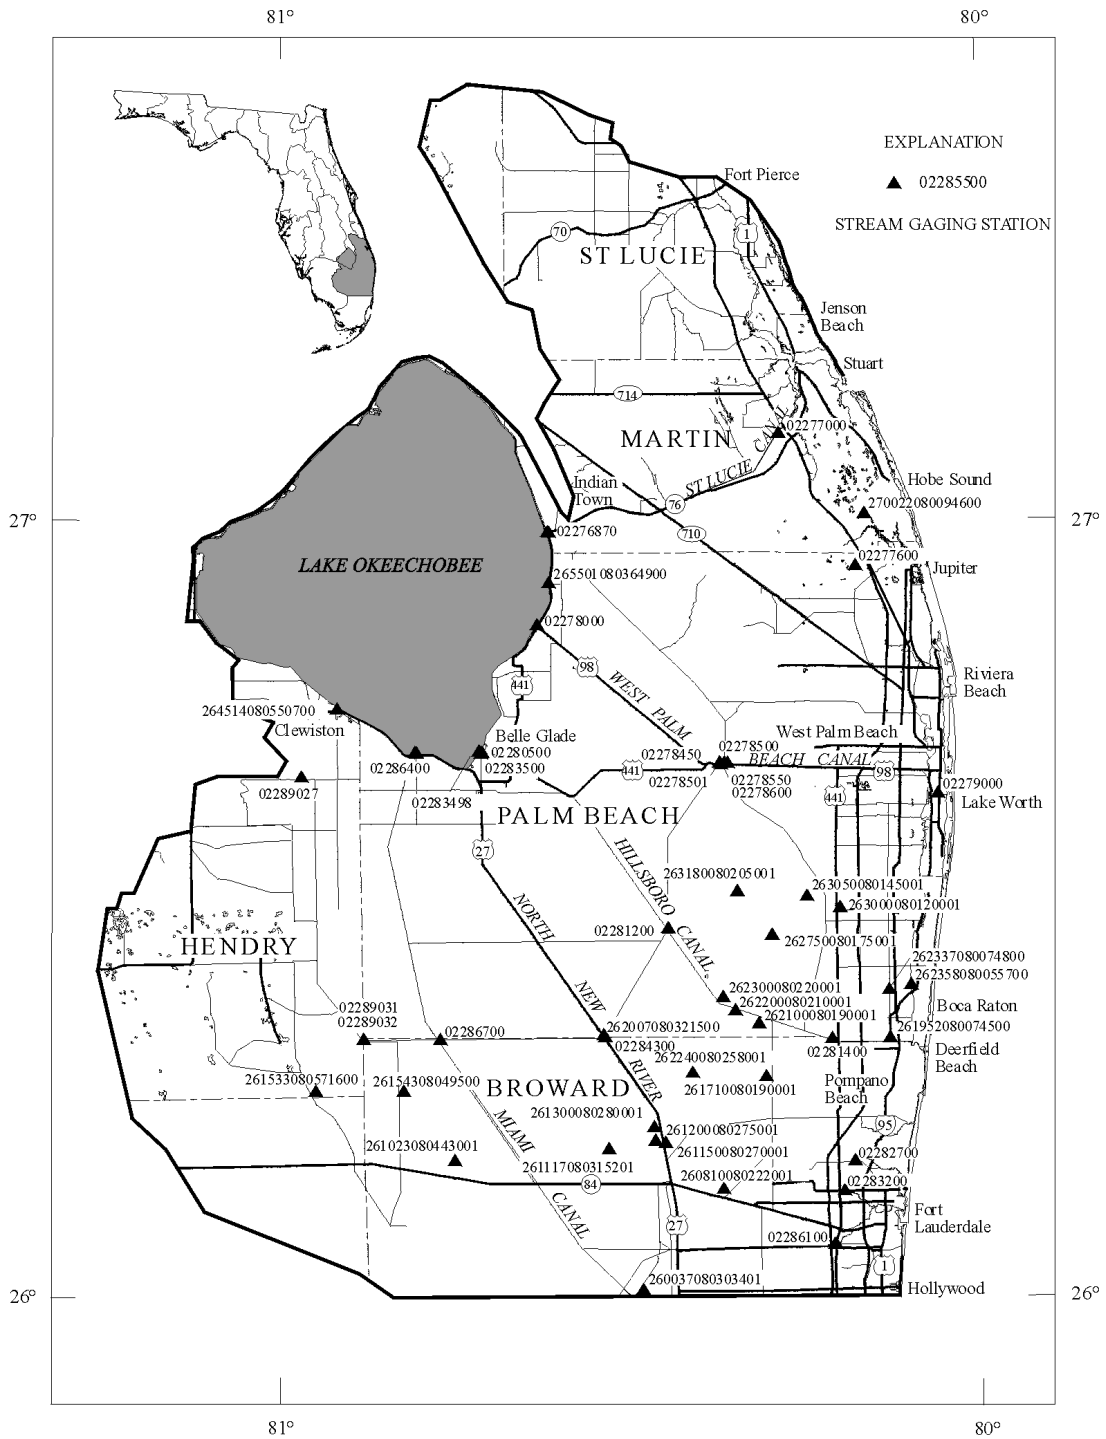 81° 80°
EXPLANATION
02285500
STREAM GAGING STATION
Fort Pierce
70
1
ST LUCIE
Jenson
Beach
Stuart
714
MARTIN
02277000
ST LUCIE CANAL
Indian
Town
76
710
Hobe Sound
270022080094600
27° 27°
02276870
02277600
LAKE OKEECHOBEE
Jupiter
265501080364900
02278000
98
441
WEST PALM
Riviera
Beach
264514080550700
Clewiston
Belle Glade
02280500
02283500
02286400
02283498
02289027
West Palm Beach
02278450
02278500
BEACH CANAL
441
02278501
02278550
02278600
98
441
02279000
Lake Worth
PALM BEACH
27
HILLSBORO
CANAL
263180080205001
263050080145001
263000080120001
NORTH
02281200
262750080175001
HENDRY
262337080074800
262358080055700
NEW
262300080220001
262200080210001
262100080190001
Boca Raton
02289031
02289032
02286700
262007080321500
02284300
02281400
261952080074500
Deerfield
Beach
262240080258001
261710080190001
261533080571600
261543080495​00
BROWARD
RIVER
Pompano
Beach
MIAMI
261300080280001
261200080275001
95
261023080443001
261150080270001
02282700
261117080315201
260810080222001
02283200
84
CANAL
27
Fort
Lauderdale
02286100
1
260037080303401
Hollywood
26° 26°
81° 80°